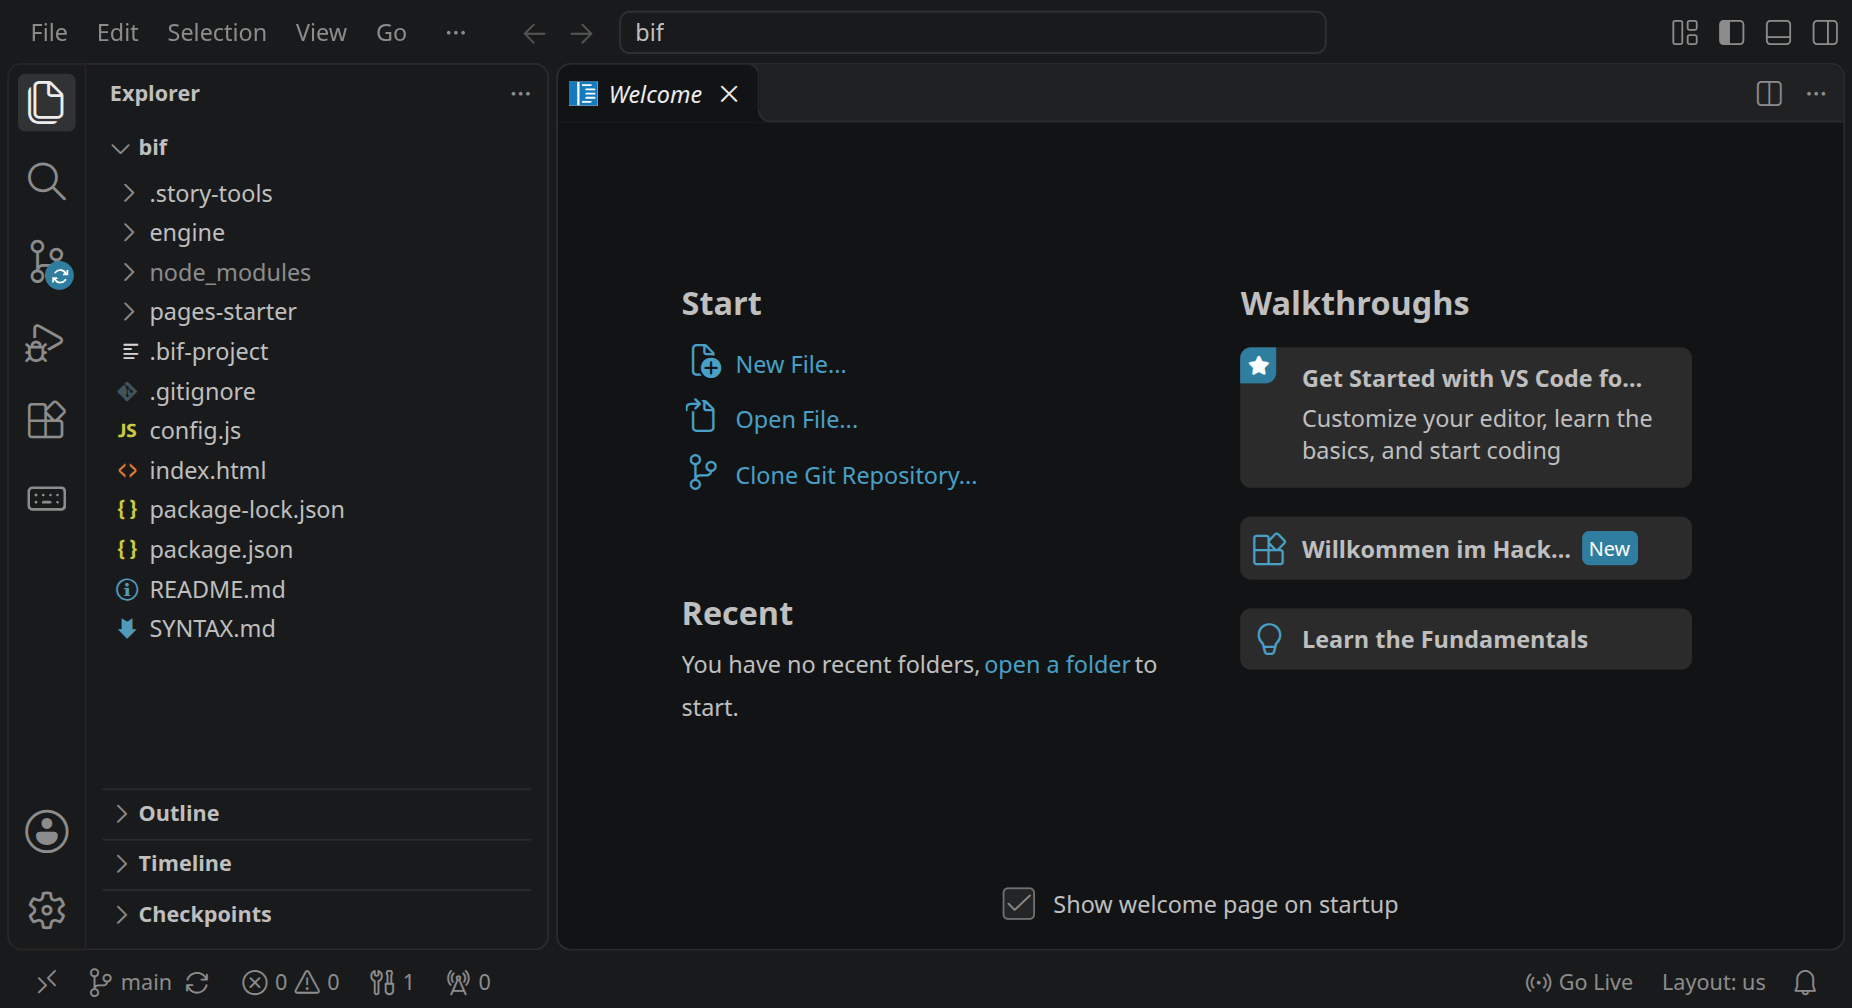 File Edit Selection View Go ··· bif
Explorer ···
bif
.story-tools
engine
node_modules
pages-starter
.bif-project
.gitignore
JS config.js
index.html
{} package-lock.json
{} package.json
README.md
SYNTAX.md
Outline
Timeline
Checkpoints
Welcome
Start
New File...
Open File...
Clone Git Repository...
Recent
You have no recent folders, open a folder to
start.
Walkthroughs
Get Started with VS Code fo...
Customize your editor, learn the
basics, and start coding
Willkommen im Hack... New
Learn the Fundamentals
Show welcome page on startup
main 0 0 1 0 Go Live Layout: us